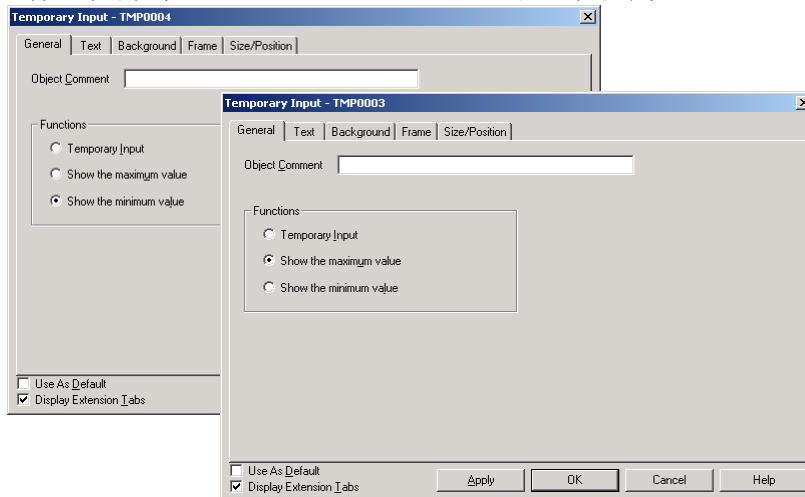 Temporary Input - TMP0004
General Text Background Frame Size/Position
Object Comment
Functions
Temporary Input
Show the maximum value
Show the minimum value
Use As Default
Display Extension Tabs
Temporary Input - TMP0003
General Text Background Frame Size/Position
Object Comment
Functions
Temporary Input
Show the maximum value
Show the minimum value
Use As Default
Display Extension Tabs
Apply OK Cancel Help